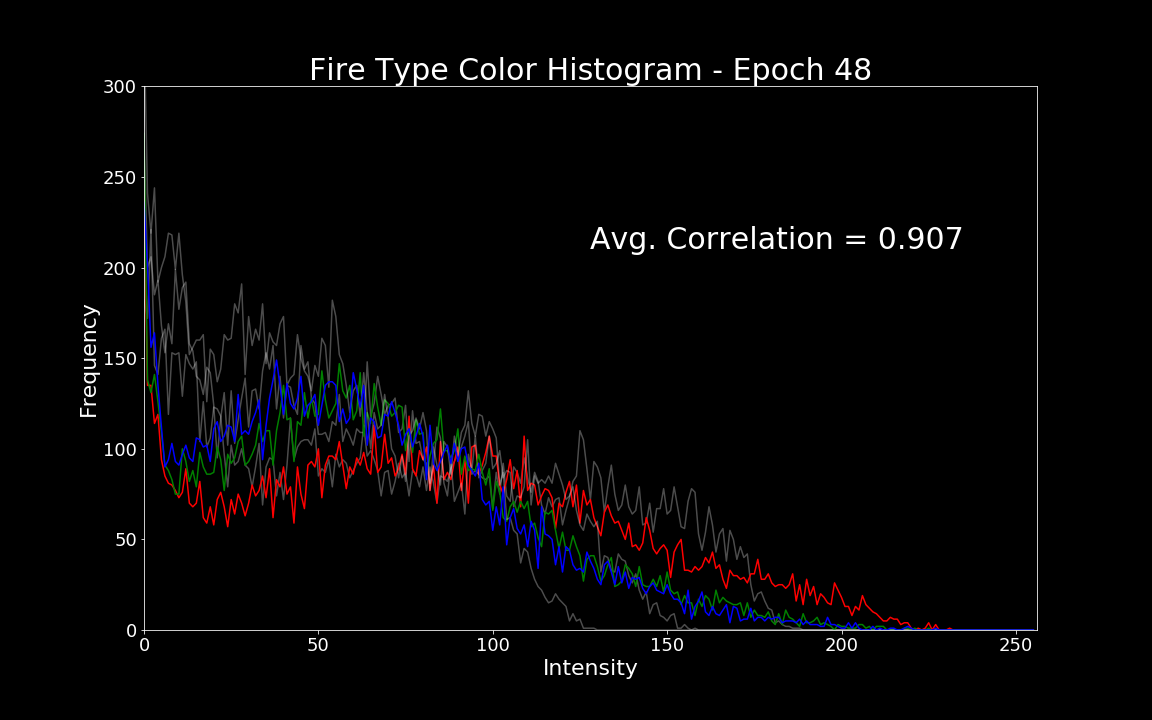 Fire Type Color Histogram - Epoch 48
300
250
200
150
100
50
0
Frequency
Avg. Correlation = 0.907
0 50 100 150 200 250
Intensity